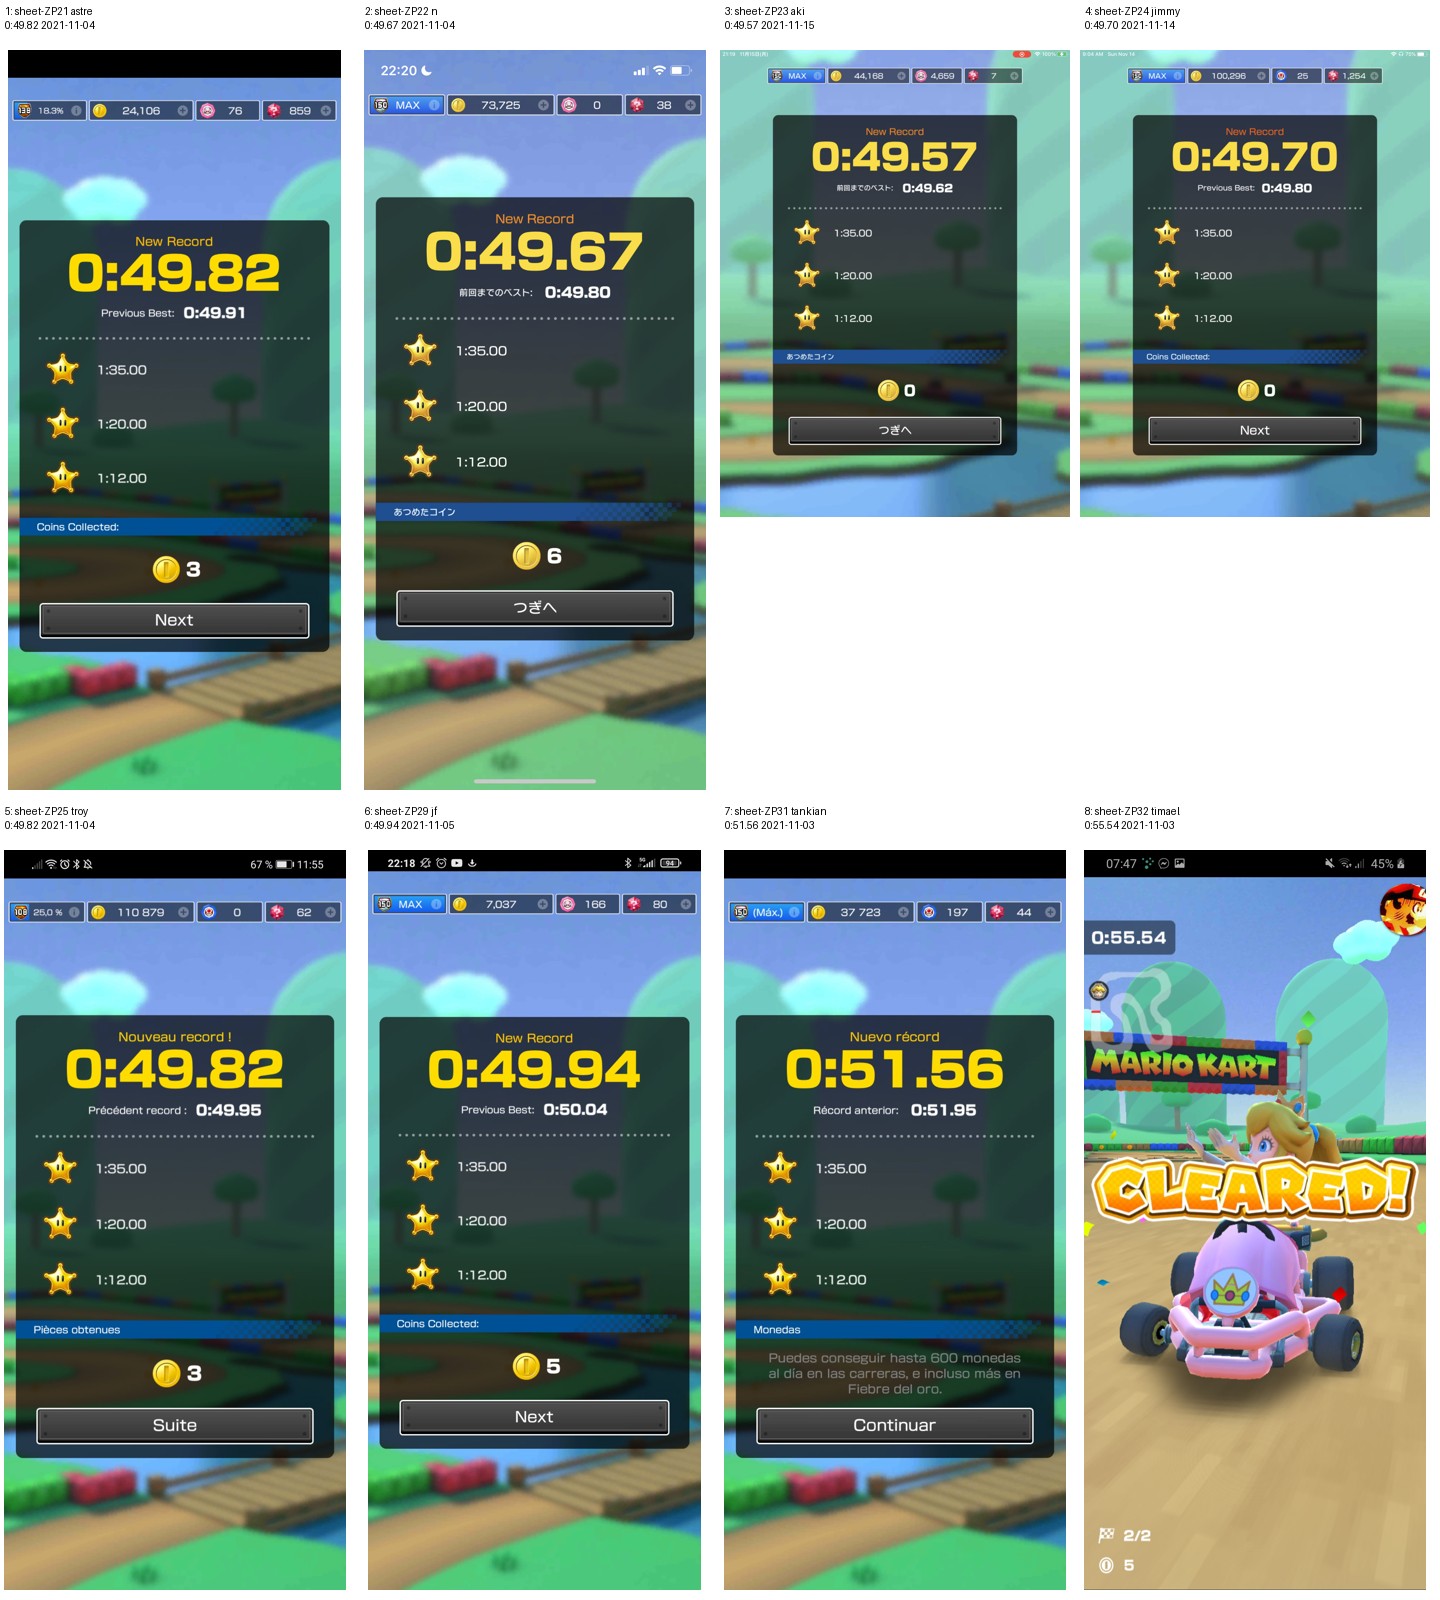 1: sheet-ZP21 astre
0:49.82 2021-11-04
138 18.3% 24,106 76 859
New Record
0:49.82
Previous Best: 0:49.91
1:35.00
1:20.00
1:12.00
Coins Collected:
3
Next
2: sheet-ZP22 n
0:49.67 2021-11-04
22:20
150 MAX 73,725 0 38
New Record
0:49.67
前回までのベスト: 0:49.80
1:35.00
1:20.00
1:12.00
あつめたコイン
6
つぎへ
3: sheet-ZP23 aki
0:49.57 2021-11-15
MAX 44,168 4,659 7
New Record
0:49.57
前回までのベスト: 0:49.62
1:35.00
1:20.00
1:12.00
あつめたコイン
0
つぎへ
4: sheet-ZP24 jimmy
0:49.70 2021-11-14
MAX 100,296 25 1,254
New Record
0:49.70
Previous Best: 0:49.80
1:35.00
1:20.00
1:12.00
Coins Collected:
0
Next
5: sheet-ZP25 troy
0:49.82 2021-11-04
67 % 11:55
108 25,0 % 110 879 0 62
Nouveau record !
0:49.82
Précédent record : 0:49.95
1:35.00
1:20.00
1:12.00
Pièces obtenues
3
Suite
6: sheet-ZP29 jf
0:49.94 2021-11-05
22:18 94
150 MAX 7,037 166 80
New Record
0:49.94
Previous Best: 0:50.04
1:35.00
1:20.00
1:12.00
Coins Collected:
5
Next
7: sheet-ZP31 tankian
0:51.56 2021-11-03
150 (Máx.) 37 723 197 44
Nuevo récord
0:51.56
Récord anterior: 0:51.95
1:35.00
1:20.00
1:12.00
Monedas
Puedes conseguir hasta 600 monedas
al día en las carreras, e incluso más en
Fiebre del oro.
Continuar
8: sheet-ZP32 timael
0:55.54 2021-11-03
07:47 45%
0:55.54
MARIO KART
CLEARED!
2/2
5